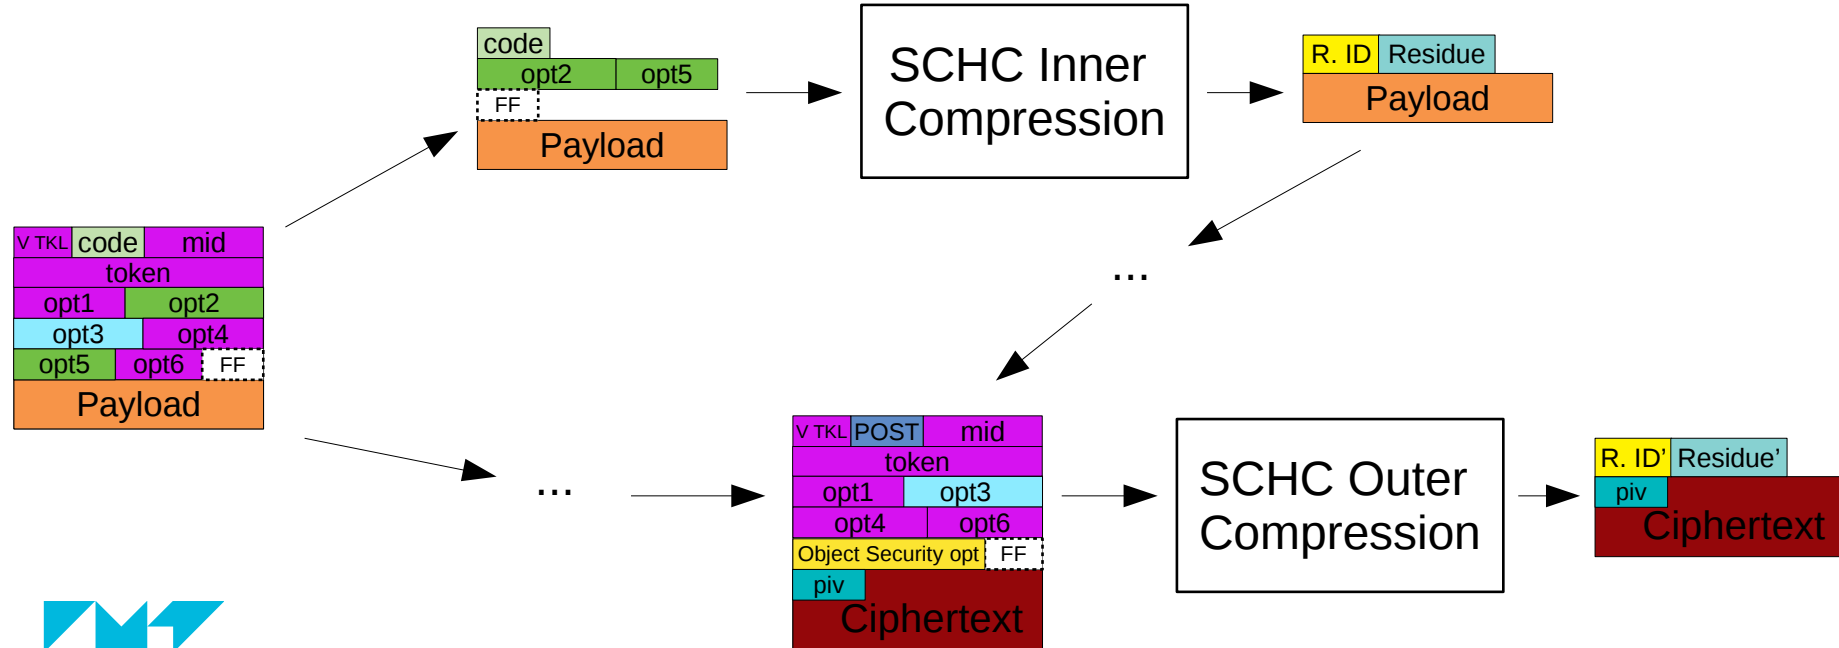 code
opt2 opt5
FF
Payload
SCHC Inner
Compression
R. ID Residue
Payload
V TKL code mid
token
opt1 opt2
opt3 opt4
opt5 opt6 FF
Payload
...
...
V TKL POST mid
token
opt1 opt3
opt4 opt6
Object Security opt FF
piv
Ciphertext
SCHC Outer
Compression
R. ID’ Residue’
piv
Ciphertext